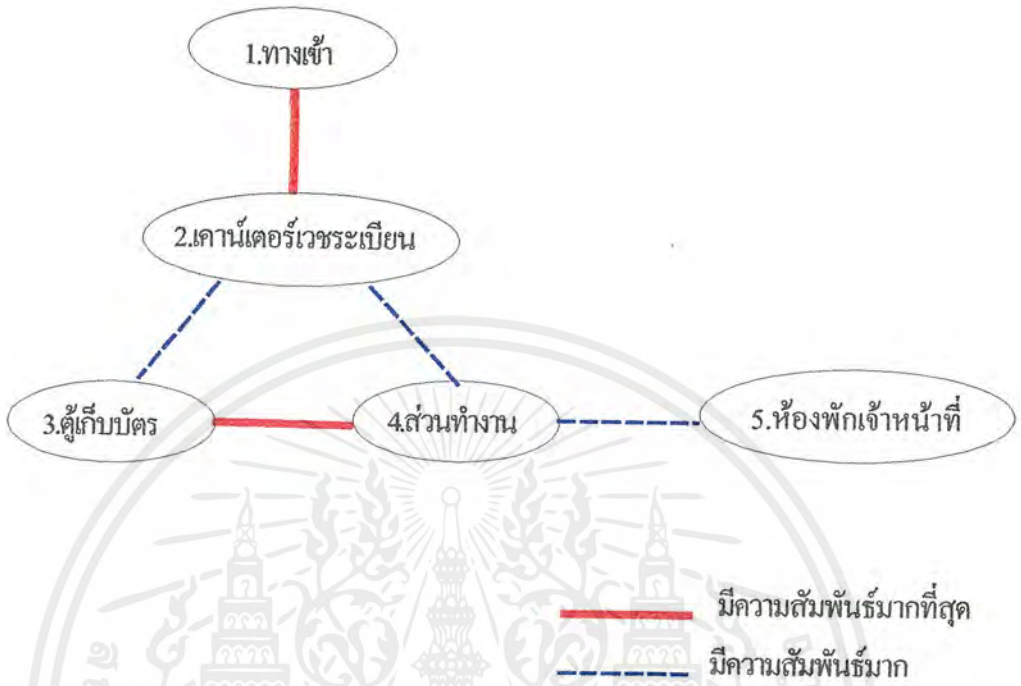 1.ทางเข้า
2.เคาน์เตอร์เวชระเบียน
3.ตู้เก็บบัตร
4.ส่วนทำงาน
5.ห้องพักเจ้าหน้าที่
มีความสัมพันธ์มากที่สุด
มีความสัมพันธ์มาก